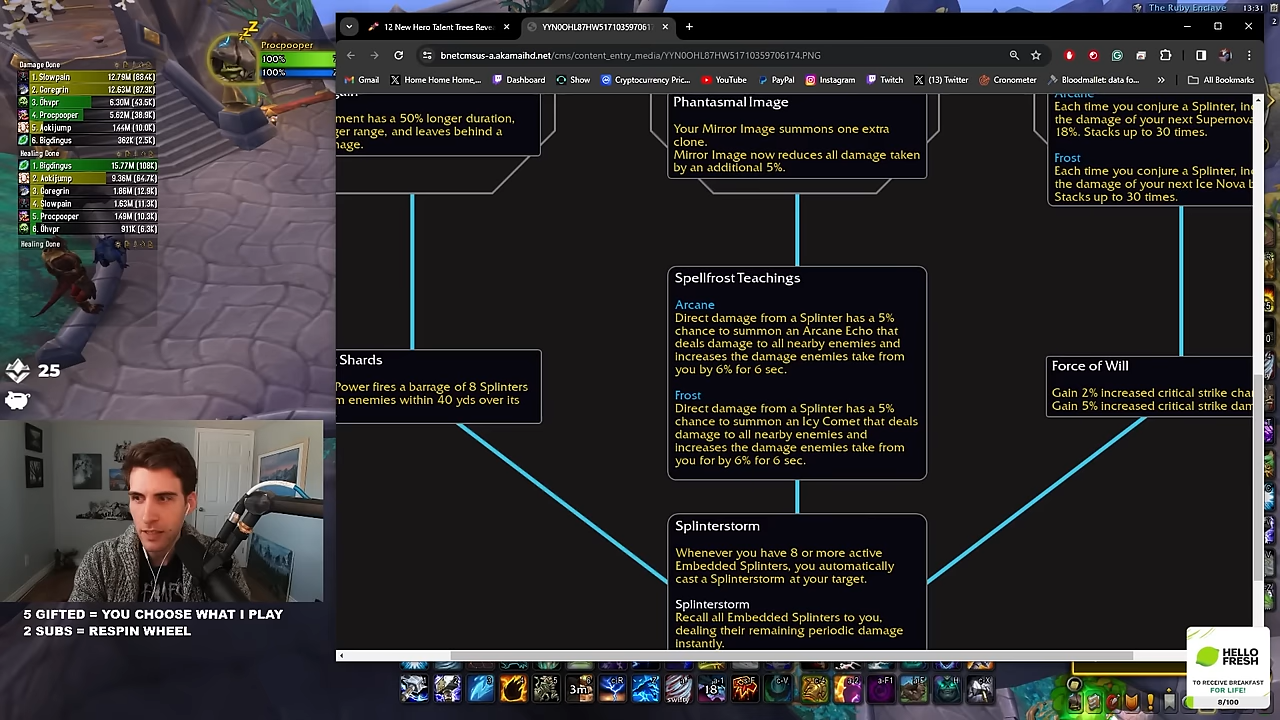 The Ruby Enclave
13:31
Procpooper
100%
100%
Damage Done
1. Slowpain 12.79M (88.4K)
2. Coregrin 12.63M (87.3K)
3. Ohvpr 6.30M (43.5K)
4. Procpooper 5.62M (38.8K)
5. Aokijump 1.44M (10.0K)
6. Bigdingus 362K (2.5K)
Healing Done
1. Bigdingus 15.77M (108K)
2. Aokijump 9.36M (64.7K)
3. Coregrin 1.86M (12.9K)
4. Slowpain 1.63M (11.3K)
5. Procpooper 1.49M (10.3K)
6. Ohvpr 911K (6.3K)
Healing Done
25
5 GIFTED = YOU CHOOSE WHAT I PLAY
2 SUBS = RESPIN WHEEL
12 New Hero Talent Trees Reve
YYN0OHL87HW5171035970617
bnetcmsus-a.akamaihd.net/cms/content_entry_media/YYN0OHL87HW51710359706174.PNG
Gmail
Home Home Home,...
Dashboard
Show
Cryptocurrency Pric...
YouTube
PayPal
Instagram
Twitch
(13) Twitter
Cronometer
Bloodmallet: data fo...
All Bookmarks
ment has a 50% longer duration,
ger range, and leaves behind a
nage.
Phantasmal Image
Your Mirror Image summons one extra
clone.
Mirror Image now reduces all damage taken
by an additional 5%.
Arcane
Each time you conjure a Splinter, inc
the damage of your next Supernova
18%. Stacks up to 30 times.
Frost
Each time you conjure a Splinter, inc
the damage of your next Ice Nova b
Stacks up to 30 times.
Shards
Power fires a barrage of 8 Splinters
m enemies within 40 yds over its
Spellfrost Teachings
Arcane
Direct damage from a Splinter has a 5%
chance to summon an Arcane Echo that
deals damage to all nearby enemies and
increases the damage enemies take from
you by 6% for 6 sec.
Frost
Direct damage from a Splinter has a 5%
chance to summon an Icy Comet that deals
damage to all nearby enemies and
increases the damage enemies take from
you for by 6% for 6 sec.
Force of Will
Gain 2% increased critical strike cha
Gain 5% increased critical strike dam
Splinterstorm
Whenever you have 8 or more active
Embedded Splinters, you automatically
cast a Splinterstorm at your target.
Splinterstorm
Recall all Embedded Splinters to you,
dealing their remaining periodic damage
instantly.
3m
swifty
18
a-1
c-V
a-F1
HELLO
FRESH
TO RECEIVE BREAKFAST
FOR LIFE!
8/100